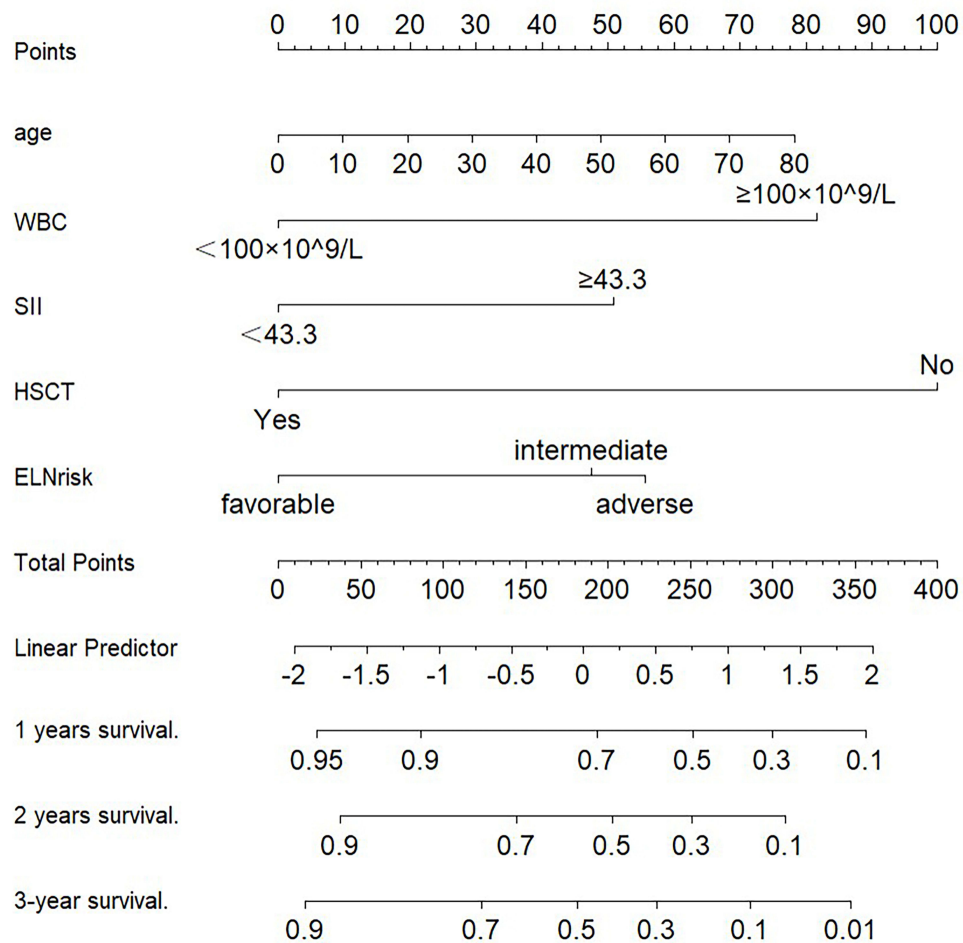 0 10 20 30 40 50 60 70 80 90 100
Points
age
0 10 20 30 40 50 60 70 80
≥100×10^9/L
WBC
<100×10^9/L
≥43.3
SII
<43.3
No
HSCT
Yes
intermediate
ELNrisk
favorable adverse
Total Points
0 50 100 150 200 250 300 350 400
Linear Predictor
-2 -1.5 -1 -0.5 0 0.5 1 1.5 2
1 years survival.
0.95 0.9 0.7 0.5 0.3 0.1
2 years survival.
0.9 0.7 0.5 0.3 0.1
3-year survival.
0.9 0.7 0.5 0.3 0.1 0.01